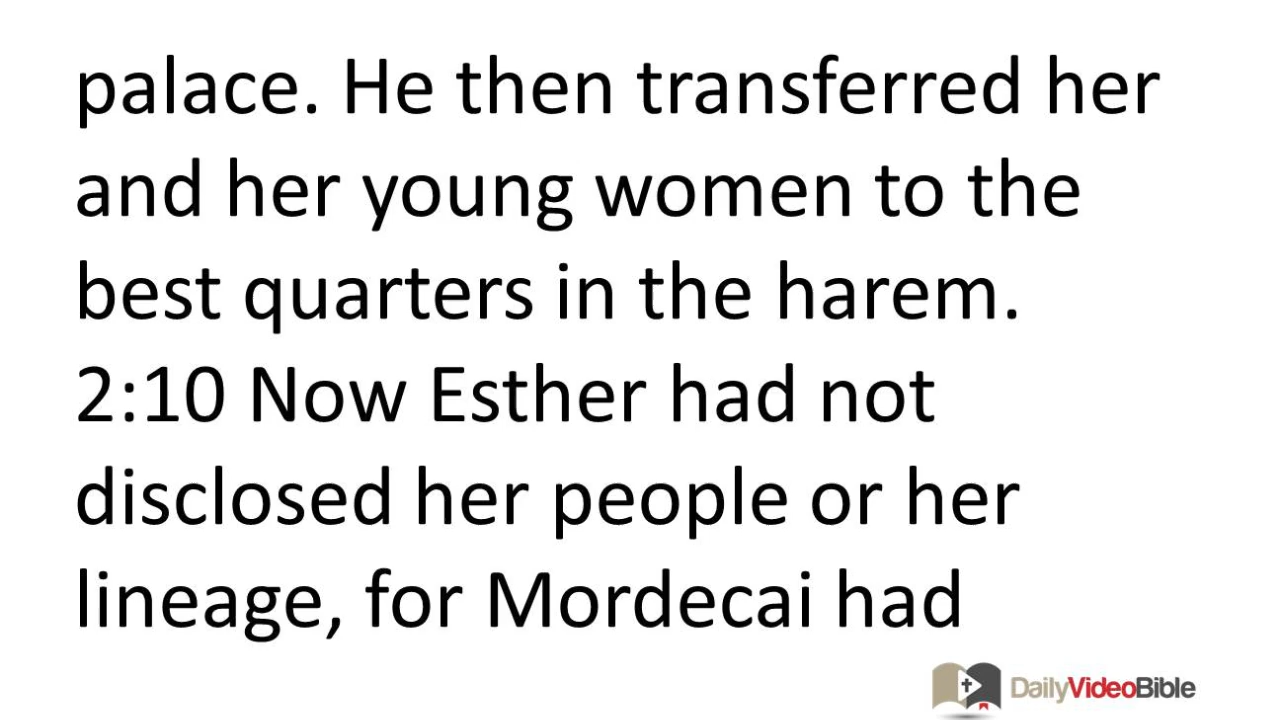 palace. He then transferred her
and her young women to the
best quarters in the harem.
2:10 Now Esther had not
disclosed her people or her
lineage, for Mordecai had
DailyVideoBible